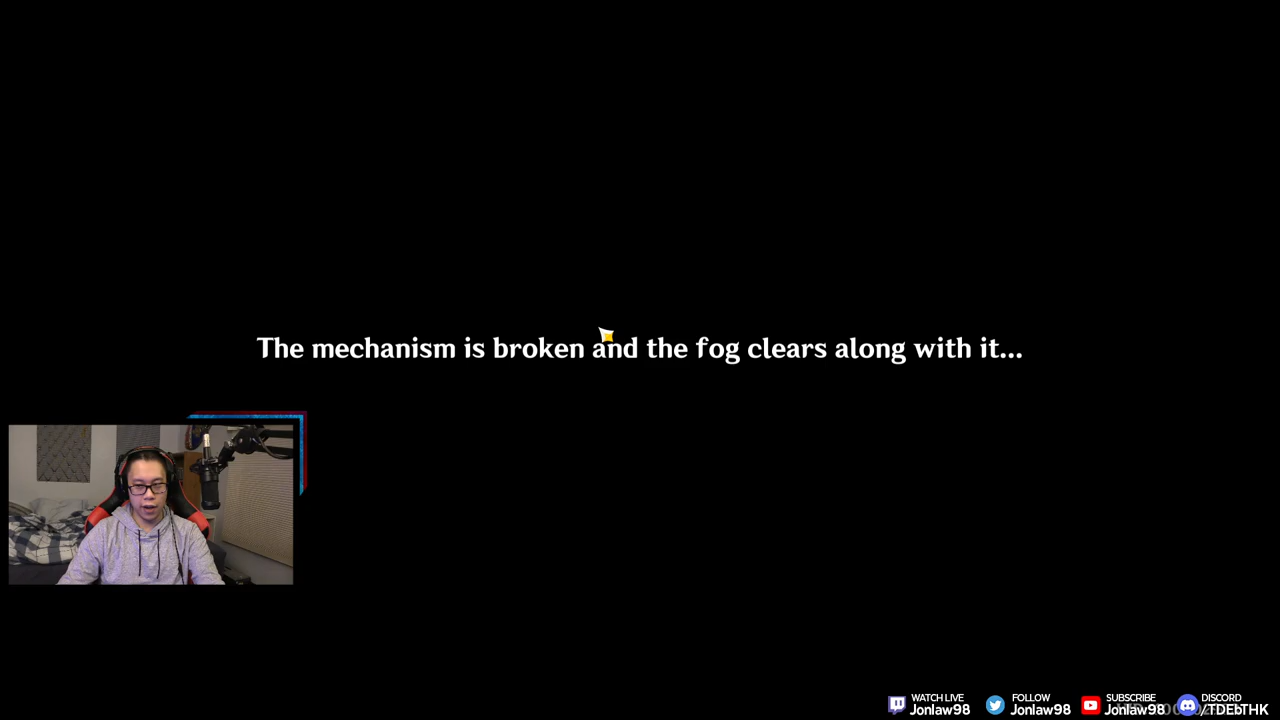 The mechanism is broken and the fog clears along with it...
WATCH LIVE
Jonlaw98
FOLLOW
Jonlaw98
SUBSCRIBE
Jonlaw98
DISCORD